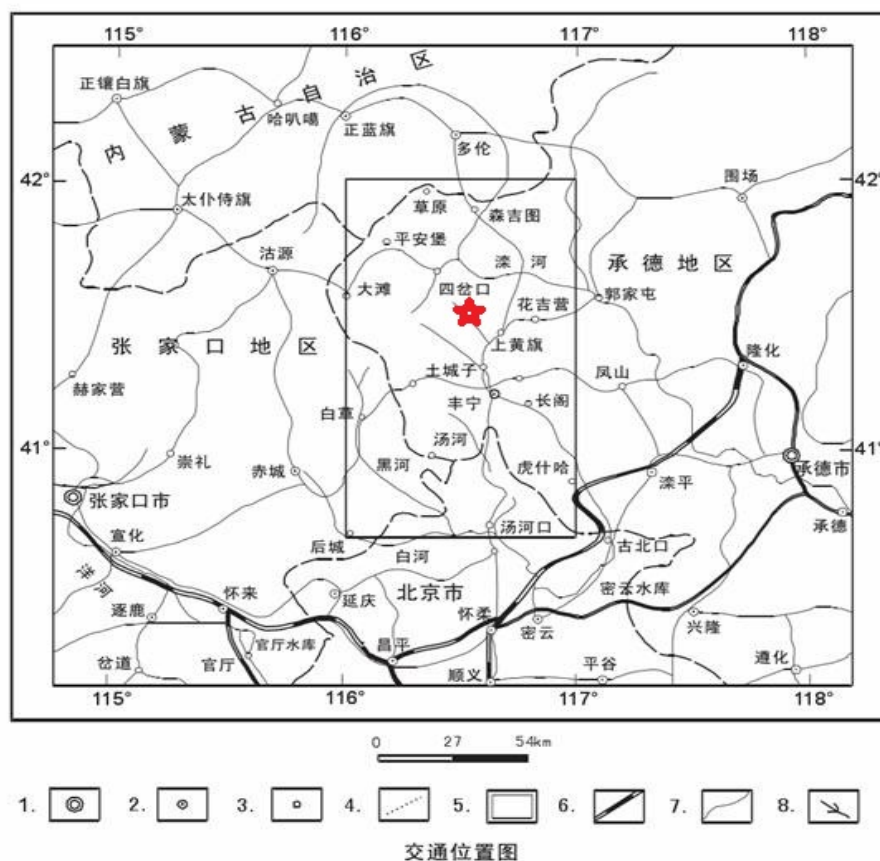 115° 116° 117° 118°
正镶白旗
哈叭噶
正蓝旗
多伦
内蒙古自治区
42° 42°
围场
太仆侍旗
草原
森吉图
平安堡
沽源
滦河
承德地区
大滩
四岔口
郭家屯
花吉营
上黄旗
张家口地区
隆化
土城子
凤山
赫家营
丰宁
长阁
白草
41° 41°
汤河
崇礼
赤城
黑河
虎什哈
滦平
承德市
张家口市
汤河口
承德
宣化
后城
白河
古北口
洋河
怀来
北京市
密云水库
延庆
怀柔
逐鹿
密云
兴隆
官厅水库
昌平
岔道
官厅
顺义
平谷
遵化
115° 116° 117° 118°
0 27 54km
1. 2. 3. 4. 5. 6. 7. 8.
交通位置图